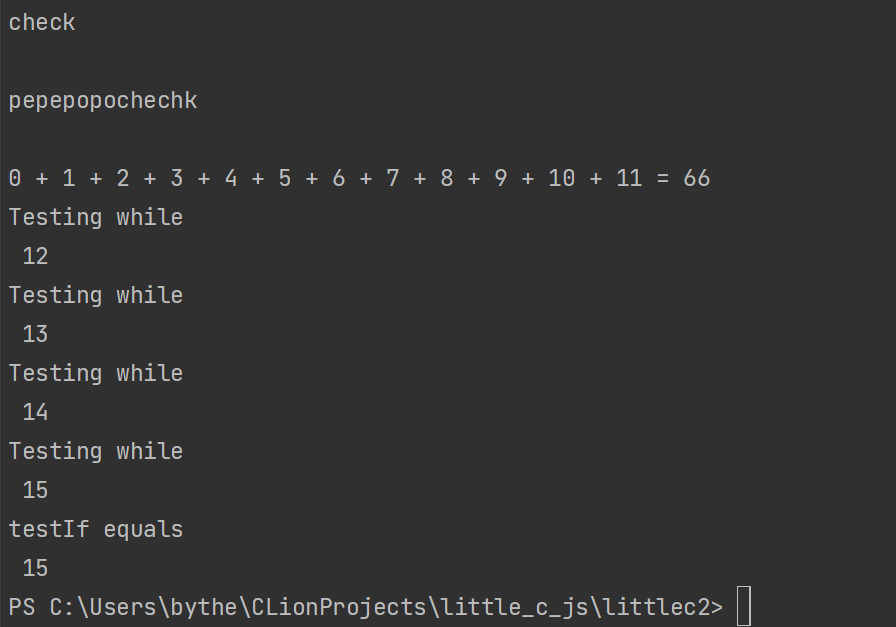 check
pepepopochechk
0 + 1 + 2 + 3 + 4 + 5 + 6 + 7 + 8 + 9 + 10 + 11 = 66
Testing while
12
Testing while
13
Testing while
14
Testing while
15
testIf equals
15
PS C:\Users\bythe\CLionProjects\little_c_js\littlec2>